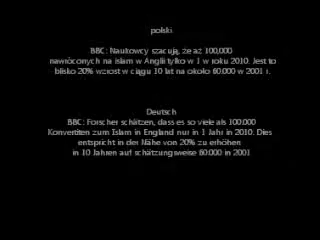 polski
BBC: Naukowcy szacują, że aż 100,000
nawróconych na islam w Anglii tylko w 1 w roku 2010. Jest to
blisko 20% wzrost w ciągu 10 lat na około 60,000 w 2001 r.
Deutsch
BBC: Forscher schätzen, dass es so viele als 100.000
Konvertiten zum Islam in England nur in 1 Jahr in 2010. Dies
entspricht in der Nähe von 20% zu erhöhen
in 10 Jahren auf schätzungsweise 60.000 in 2001